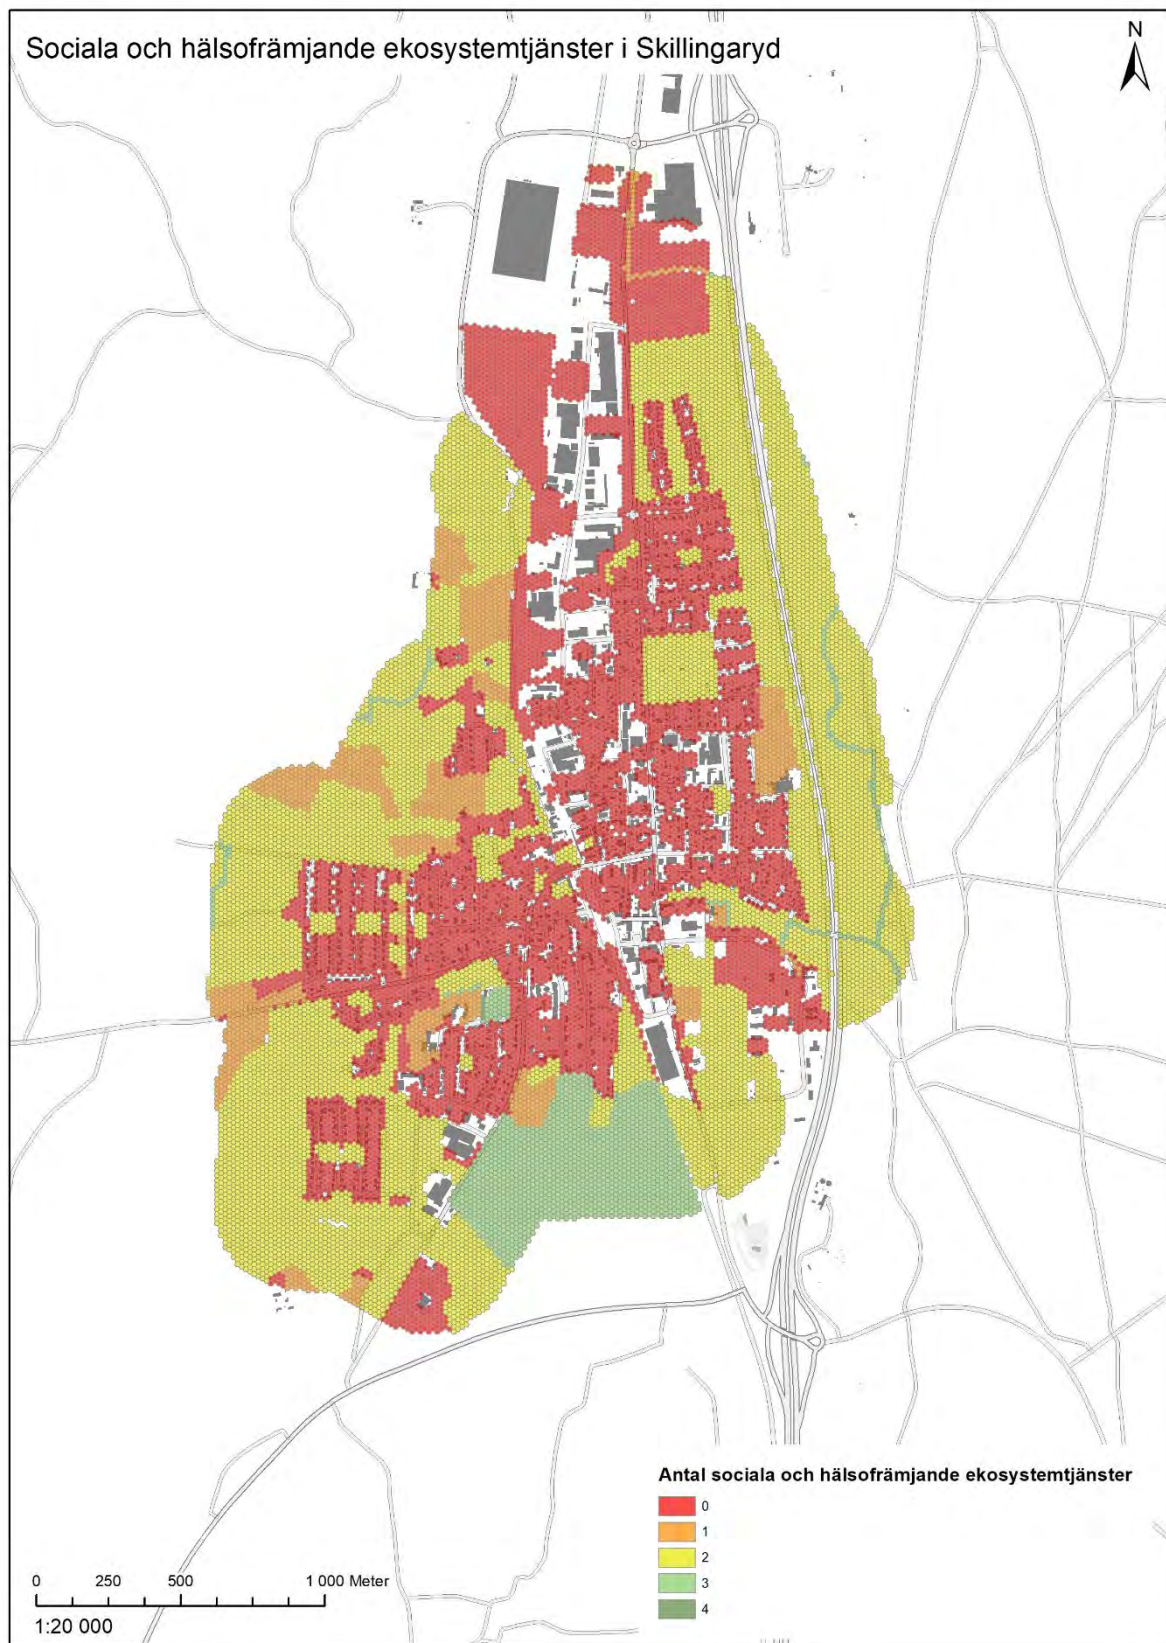 Sociala och hälsofrämjande ekosystemtjänster i Skillingaryd
N
Antal sociala och hälsofrämjande ekosystemtjänster
0
1
2
3
4
0 250 500 1 000 Meter
1:20 000